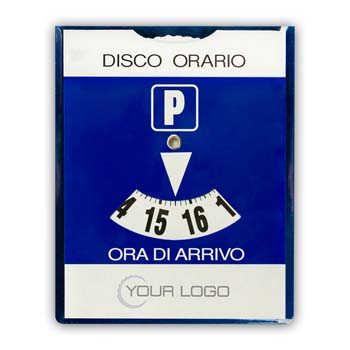 DISCO ORARIO
P
4 15 16 1
ORA DI ARRIVO
YOUR LOGO